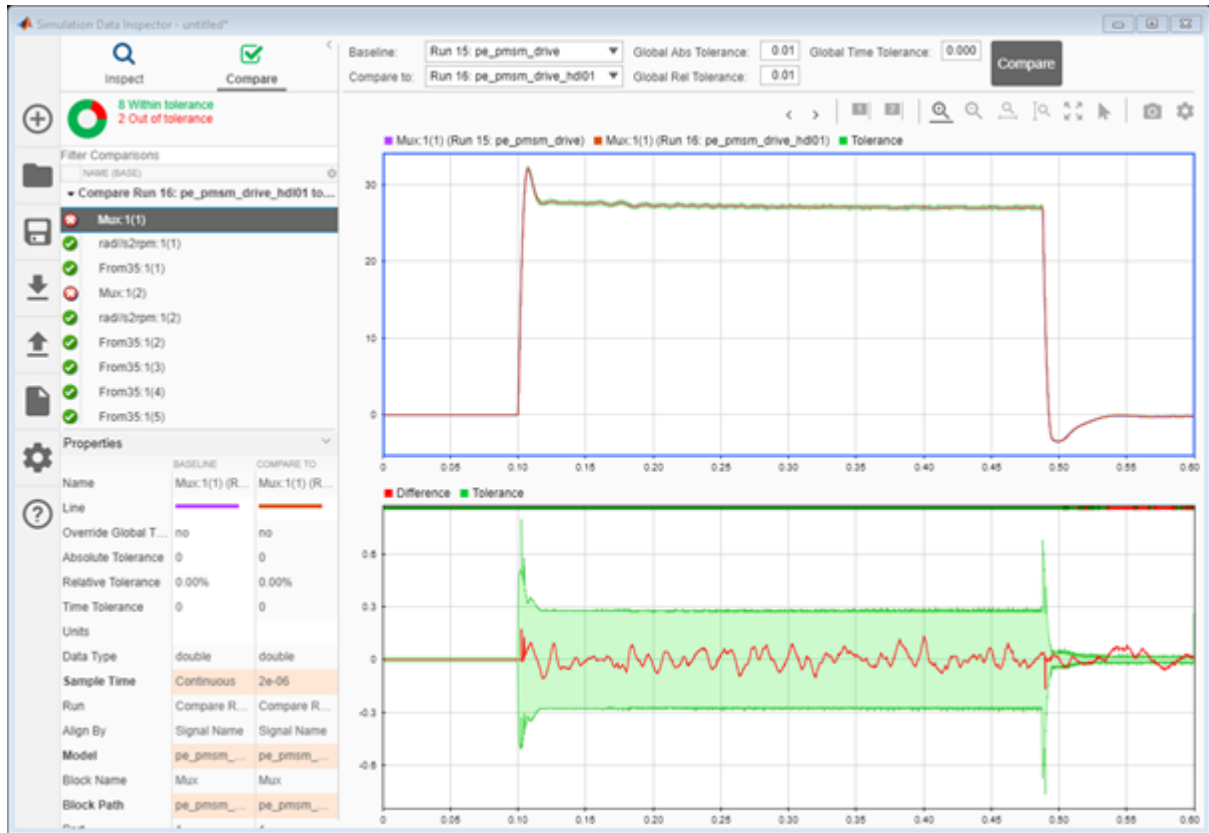 Simulation Data Inspector - untitled*
Inspect
Compare
8 Within tolerance
2 Out of tolerance
Filter Comparisons
NAME (BASE)
Compare Run 16: pe_pmsm_drive_hdl01 to...
Mux:1(1)
rad//s2rpm:1(1)
From35:1(1)
Mux:1(2)
rad//s2rpm:1(2)
From35:1(2)
From35:1(3)
From35:1(4)
From35:1(5)
Properties
BASELINE COMPARE TO
Name Mux:1(1) (R... Mux:1(1) (R...
Line
Override Global T... no no
Absolute Tolerance 0 0
Relative Tolerance 0.00% 0.00%
Time Tolerance 0 0
Units
Data Type double double
Sample Time Continuous 2e-06
Run Compare R... Compare R...
Align By Signal Name Signal Name
Model pe_pmsm_... pe_pmsm_...
Block Name Mux Mux
Block Path pe_pmsm_... pe_pmsm_...
Baseline: Run 15: pe_pmsm_drive Global Abs Tolerance: 0.01 Global Time Tolerance: 0.000
Compare to: Run 16: pe_pmsm_drive_hdl01 Global Rel Tolerance: 0.01
Compare
Mux:1(1) (Run 15: pe_pmsm_drive) Mux:1(1) (Run 16: pe_pmsm_drive_hdl01) Tolerance
30
20
10
0
0 0.05 0.10 0.15 0.20 0.25 0.30 0.35 0.40 0.45 0.50 0.55 0.60
Difference Tolerance
0.6
0.3
0
-0.3
-0.6
0 0.05 0.10 0.15 0.20 0.25 0.30 0.35 0.40 0.45 0.50 0.55 0.60